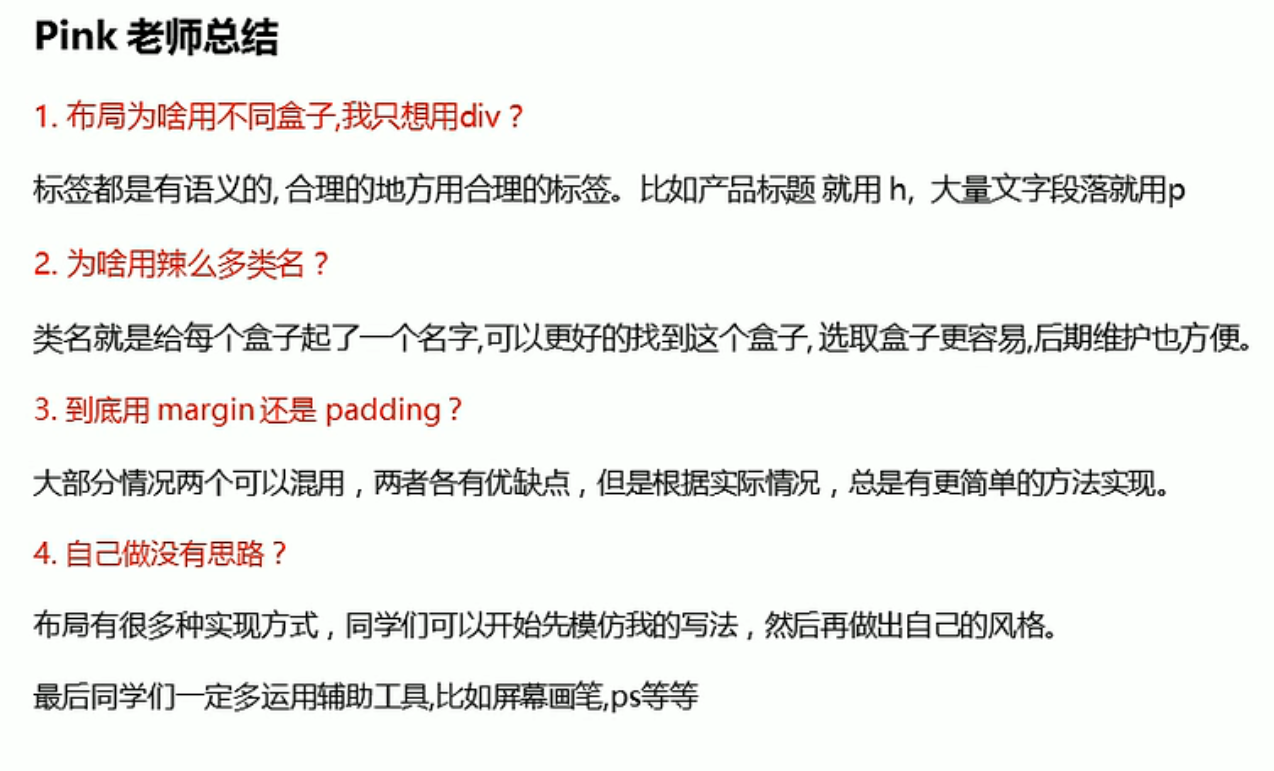 Pink 老师总结
1. 布局为啥用不同盒子,我只想用div？
标签都是有语义的, 合理的地方用合理的标签。比如产品标题 就用 h,  大量文字段落就用p
2. 为啥用辣么多类名？
类名就是给每个盒子起了一个名字,可以更好的找到这个盒子, 选取盒子更容易,后期维护也方便。
3. 到底用 margin 还是 padding？
大部分情况两个可以混用，两者各有优缺点，但是根据实际情况，总是有更简单的方法实现。
4. 自己做没有思路？
布局有很多种实现方式，同学们可以开始先模仿我的写法，然后再做出自己的风格。
最后同学们一定多运用辅助工具,比如屏幕画笔,ps等等